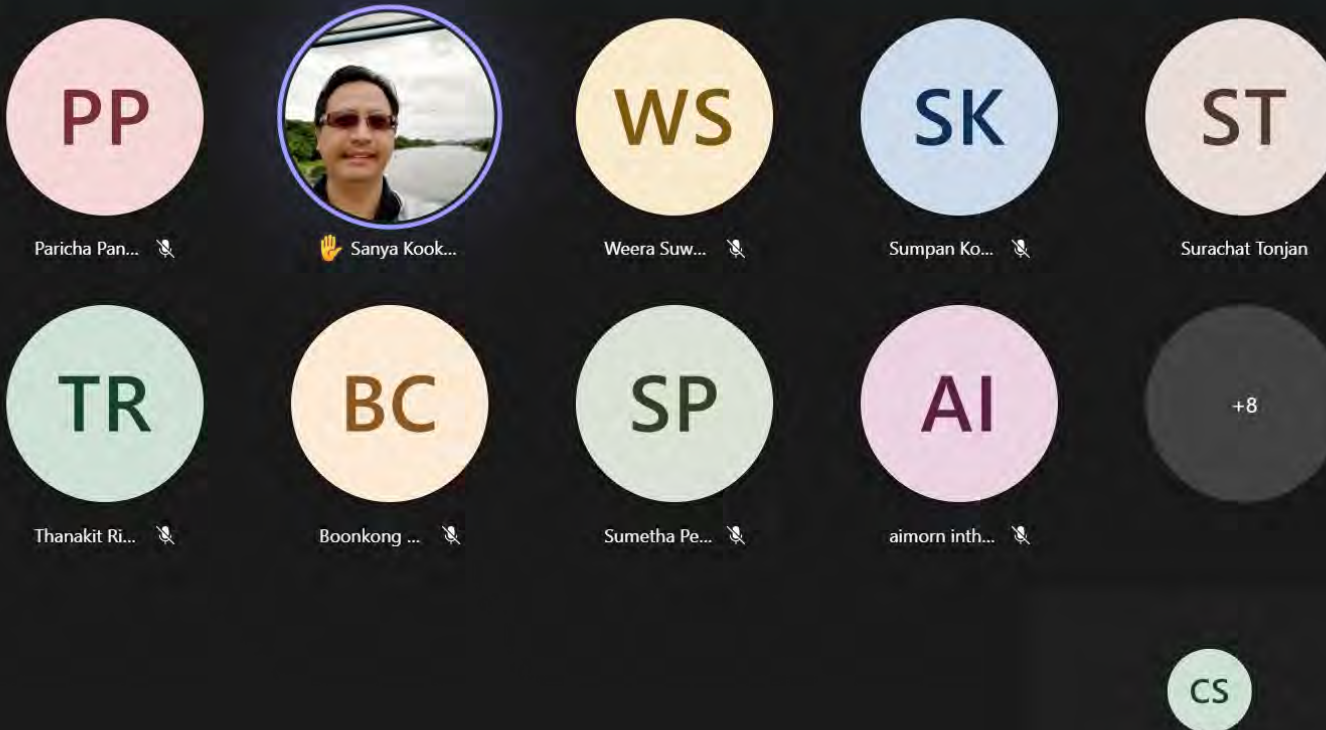 PP WS SK ST
Paricha Pan... Sanya Kook... Weera Suw... Sumpan Ko... Surachat Tonjan
TR BC SP AI +8
Thanakit Ri... Boonkong ... Sumetha Pe... aimorn inth...
CS